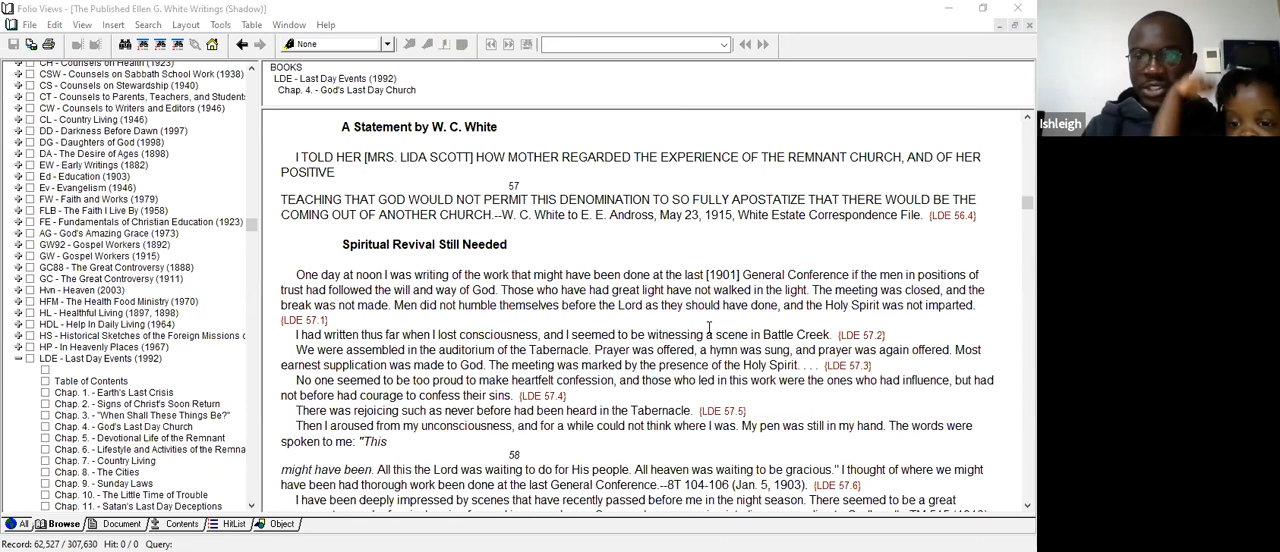 Folio Views - [The Published Ellen G. White Writings (Shadow)]
File Edit View Insert Search Layout Tools Table Window Help
None
CH - Counsels on Health (1923)
CSW - Counsels on Sabbath School Work (1938)
CS - Counsels on Stewardship (1940)
CT - Counsels to Parents, Teachers, and Students
CW - Counsels to Writers and Editors (1946)
CL - Country Living (1946)
DD - Darkness Before Dawn (1997)
DG - Daughters of God (1998)
DA - The Desire of Ages (1898)
EW - Early Writings (1882)
Ed - Education (1903)
Ev - Evangelism (1946)
FW - Faith and Works (1979)
FLB - The Faith I Live By (1958)
FE - Fundamentals of Christian Education (1923)
AG - God's Amazing Grace (1973)
GW92 - Gospel Workers (1892)
GW - Gospel Workers (1915)
GC88 - The Great Controversy (1888)
GC - The Great Controversy (1911)
Hvn - Heaven (2003)
HFM - The Health Food Ministry (1970)
HL - Healthful Living (1897, 1898)
HDL - Help In Daily Living (1964)
HS - Historical Sketches of the Foreign Missions
HP - In Heavenly Places (1967)
LDE - Last Day Events (1992)
Table of Contents
Chap. 1 - Earth's Last Crisis
Chap. 2 - Signs of Christ's Soon Return
Chap. 3 - "When Shall These Things Be?"
Chap. 4 - God's Last Day Church
Chap. 5 - Devotional Life of the Remnant
Chap. 6 - Lifestyle and Activities of the Remna
Chap. 7 - Country Living
Chap. 8 - The Cities
Chap. 9 - Sunday Laws
Chap. 10 - The Little Time of Trouble
Chap. 11 - Satan's Last Day Deceptions
BOOKS
LDE - Last Day Events (1992)
Chap. 4. - God's Last Day Church
A Statement by W. C. White
I TOLD HER [MRS. LIDA SCOTT] HOW MOTHER REGARDED THE EXPERIENCE OF THE REMNANT CHURCH, AND OF HER
POSITIVE
57
TEACHING THAT GOD WOULD NOT PERMIT THIS DENOMINATION TO SO FULLY APOSTATIZE THAT THERE WOULD BE THE
COMING OUT OF ANOTHER CHURCH.--W. C. White to E. E. Andross, May 23, 1915, White Estate Correspondence File. {LDE 56.4}
Spiritual Revival Still Needed
One day at noon I was writing of the work that might have been done at the last [1901] General Conference if the men in positions of
trust had followed the will and way of God. Those who have had great light have not walked in the light. The meeting was closed, and the
break was not made. Men did not humble themselves before the Lord as they should have done, and the Holy Spirit was not imparted.
{LDE 57.1}
I had written thus far when I lost consciousness, and I seemed to be witnessing a scene in Battle Creek. {LDE 57.2}
We were assembled in the auditorium of the Tabernacle. Prayer was offered, a hymn was sung, and prayer was again offered. Most
earnest supplication was made to God. The meeting was marked by the presence of the Holy Spirit. . . . {LDE 57.3}
No one seemed to be too proud to make heartfelt confession, and those who led in this work were the ones who had influence, but had
not before had courage to confess their sins. {LDE 57.4}
There was rejoicing such as never before had been heard in the Tabernacle. {LDE 57.5}
Then I aroused from my unconsciousness, and for a while could not think where I was. My pen was still in my hand. The words were
spoken to me: "This
58
might have been. All this the Lord was waiting to do for His people. All heaven was waiting to be gracious." I thought of where we might
have been had thorough work been done at the last General Conference.--8T 104-106 (Jan. 5, 1903). {LDE 57.6}
I have been deeply impressed by scenes that have recently passed before me in the night season. There seemed to be a great
All Browse Document Contents HitList Object
Record: 62,527 / 307,630 Hit: 0 / 0 Query:
Ishleigh